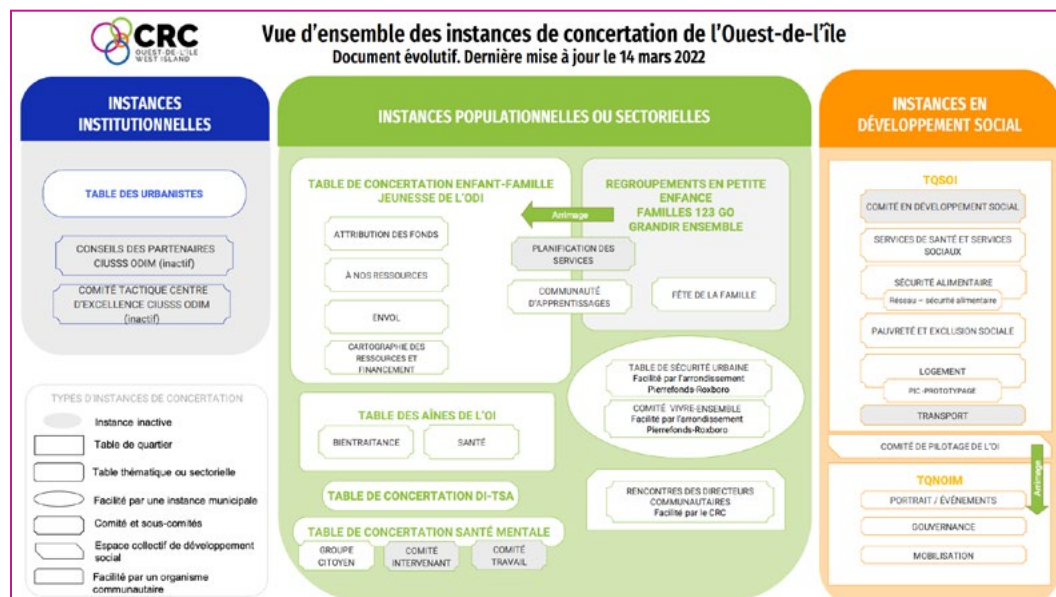 CRC
OUEST-DE-L'ÎLE
WEST ISLAND
Vue d'ensemble des instances de concertation de l'Ouest-de-l'île
Document évolutif. Dernière mise à jour le 14 mars 2022
INSTANCES
INSTITUTIONNELLES
TABLE DES URBANISTES
CONSEILS DES PARTENAIRES
CIUSSS ODIM (inactif)
COMITÉ TACTIQUE CENTRE
D'EXCELLENCE CIUSSS ODIM
(inactif)
TYPES D'INSTANCES DE CONCERTATION
Instance inactive
Table de quartier
Table thématique ou sectorielle
Facilité par une instance municipale
Comité et sous-comités
Espace collectif de développement
social
Facilité par un organisme
communautaire
INSTANCES POPULATIONNELLES OU SECTORIELLES
TABLE DE CONCERTATION ENFANT-FAMILLE
JEUNESSE DE L'ODI
ATTRIBUTION DES FONDS
À NOS RESSOURCES
ENVOL
CARTOGRAPHIE DES
RESSOURCES ET
FINANCEMENT
Arrimage
REGROUPEMENTS EN PETITE
ENFANCE
FAMILLES 123 GO
GRANDIR ENSEMBLE
PLANIFICATION DES
SERVICES
COMMUNAUTÉ
D'APPRENTISSAGES
FÊTE DE LA FAMILLE
TABLE DES AÎNES DE L'OI
BIENTRAITANCE
SANTÉ
TABLE DE CONCERTATION DI-TSA
TABLE DE CONCERTATION SANTÉ MENTALE
GROUPE
CITOYEN
COMITÉ
INTERVENANT
COMITÉ
TRAVAIL
TABLE DE SÉCURITÉ URBAINE
Facilité par l'arrondissement
Pierrefonds-Roxboro
COMITÉ VIVRE-ENSEMBLE
Facilité par l'arrondissement
Pierrefonds-Roxboro
RENCONTRES DES DIRECTEURS
COMMUNAUTAIRES
Facilité par le CRC
INSTANCES EN
DÉVELOPPEMENT SOCIAL
TQSOI
COMITÉ EN DÉVELOPPEMENT SOCIAL
SERVICES DE SANTÉ ET SERVICES
SOCIAUX
SÉCURITÉ ALIMENTAIRE
Réseau – sécurité alimentaire
PAUVRETÉ ET EXCLUSION SOCIALE
LOGEMENT
PIC-PROTOTYPAGE
TRANSPORT
COMITÉ DE PILOTAGE DE L'OI
Arrimage
TQNOIM
PORTRAIT / ÉVÉNEMENTS
GOUVERNANCE
MOBILISATION